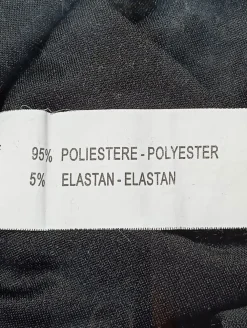 95% POLIESTERE - POLYESTER
5% ELASTAN - ELASTAN